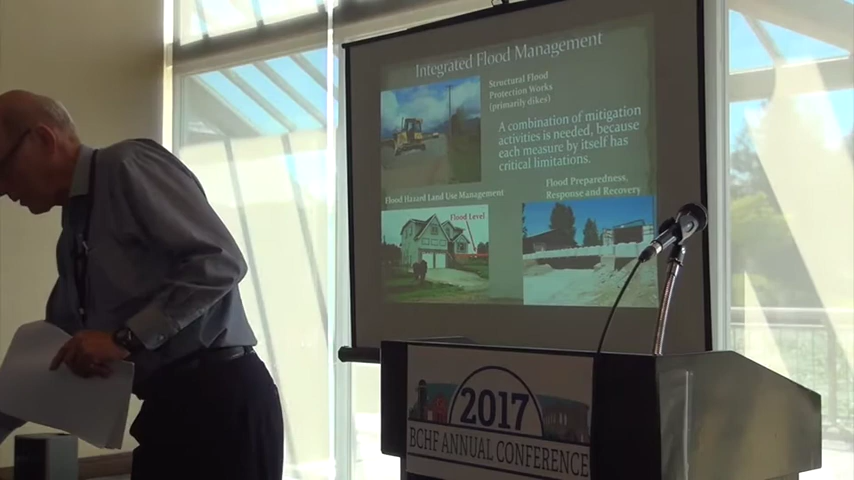 Integrated Flood Management
Structural Flood
Protection Works
(primarily dikes)
A combination of mitigation
activities is needed, because
each measure by itself has
critical limitations.
Flood Hazard Land Use Management
Flood Preparedness,
Response and Recovery
Flood Level
2017
BCHF ANNUAL CONFERENCE